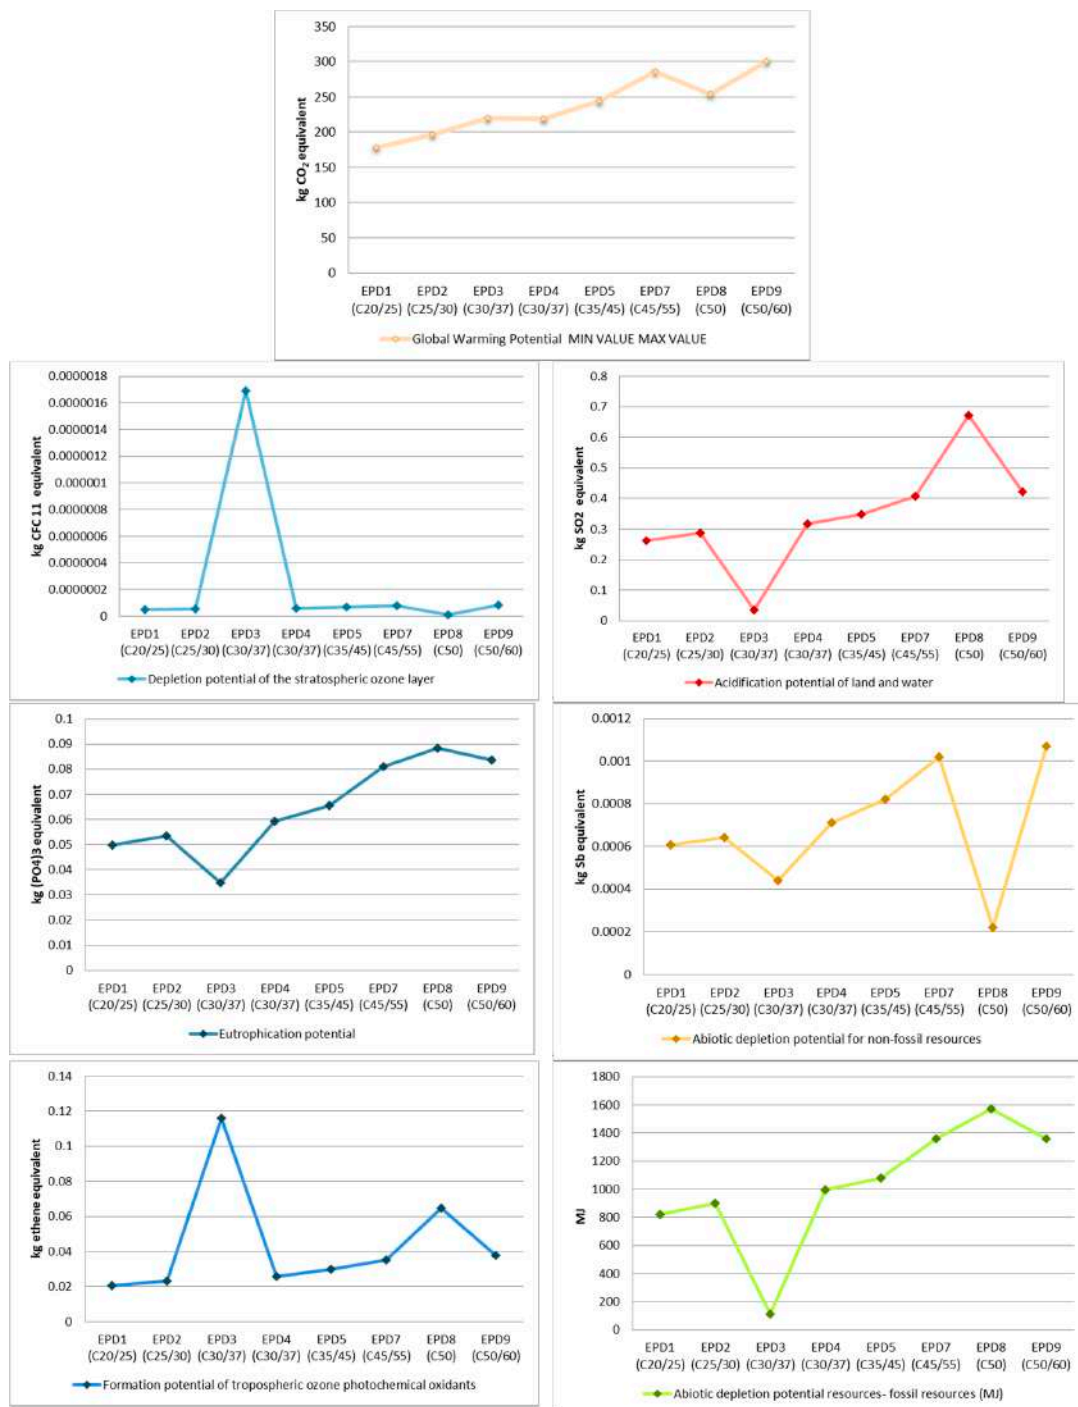 350
300
250
200
150
100
50
0
kg CO₂ equivalent
EPD1 EPD2 EPD3 EPD4 EPD5 EPD7 EPD8 EPD9
(C20/25) (C25/30) (C30/37) (C30/37) (C35/45) (C45/55) (C50) (C50/60)
Global Warming Potential MIN VALUE MAX VALUE
0.0000018
0.0000016
0.0000014
0.0000012
0.000001
0.0000008
0.0000006
0.0000004
0.0000002
0
kg CFC 11 equivalent
EPD1 EPD2 EPD3 EPD4 EPD5 EPD7 EPD8 EPD9
(C20/25) (C25/30) (C30/37) (C30/37) (C35/45) (C45/55) (C50) (C50/60)
Depletion potential of the stratospheric ozone layer
0.8
0.7
0.6
0.5
0.4
0.3
0.2
0.1
0
kg SO2 equivalent
EPD1 EPD2 EPD3 EPD4 EPD5 EPD7 EPD8 EPD9
(C20/25) (C25/30) (C30/37) (C30/37) (C35/45) (C45/55) (C50) (C50/60)
Acidification potential of land and water
0.1
0.09
0.08
0.07
0.06
0.05
0.04
0.03
0.02
0.01
0
kg (PO4)3 equivalent
EPD1 EPD2 EPD3 EPD4 EPD5 EPD7 EPD8 EPD9
(C20/25) (C25/30) (C30/37) (C30/37) (C35/45) (C45/55) (C50) (C50/60)
Eutrophication potential
0.0012
0.001
0.0008
0.0006
0.0004
0.0002
0
kg Sb equivalent
EPD1 EPD2 EPD3 EPD4 EPD5 EPD7 EPD8 EPD9
(C20/25) (C25/30) (C30/37) (C30/37) (C35/45) (C45/55) (C50) (C50/60)
Abiotic depletion potential for non-fossil resources
0.14
0.12
0.1
0.08
0.06
0.04
0.02
0
kg ethene equivalent
EPD1 EPD2 EPD3 EPD4 EPD5 EPD7 EPD8 EPD9
(C20/25) (C25/30) (C30/37) (C30/37) (C35/45) (C45/55) (C50) (C50/60)
Formation potential of tropospheric ozone photochemical oxidants
1800
1600
1400
1200
1000
800
600
400
200
0
MJ
EPD1 EPD2 EPD3 EPD4 EPD5 EPD7 EPD8 EPD9
(C20/25) (C25/30) (C30/37) (C30/37) (C35/45) (C45/55) (C50) (C50/60)
Abiotic depletion potential resources- fossil resources (MJ)